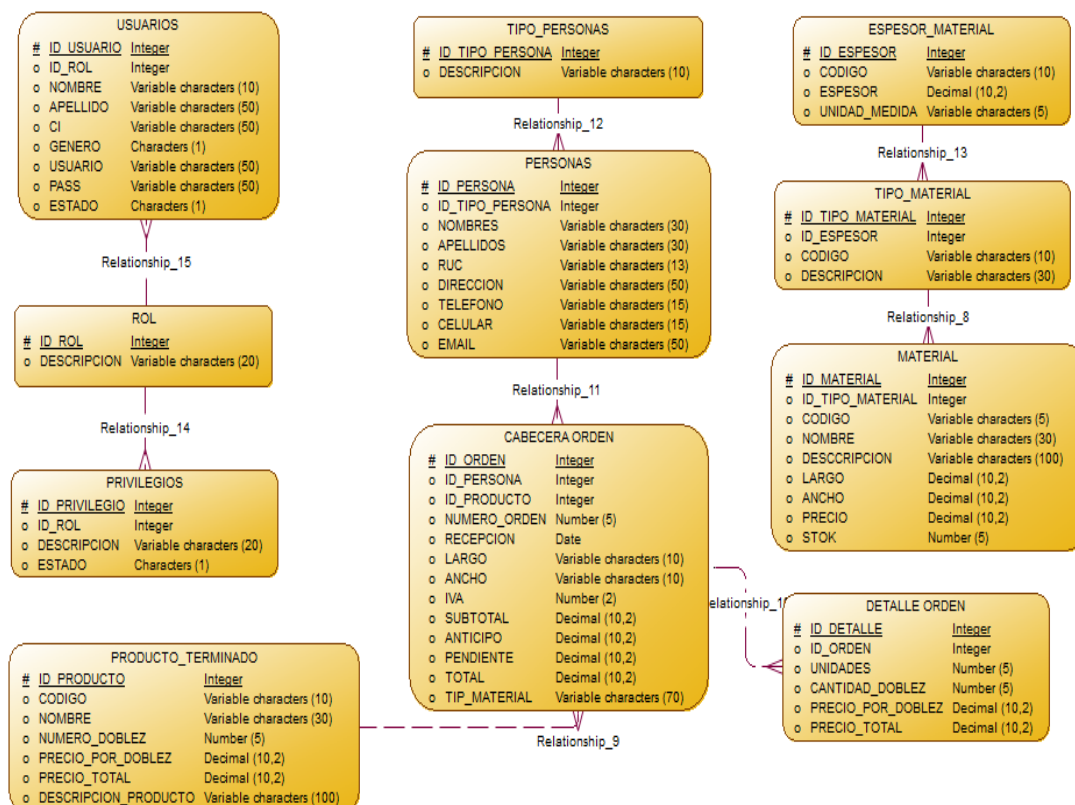 USUARIOS
# ID_USUARIO Integer
o ID_ROL Integer
o NOMBRE Variable characters (10)
o APELLIDO Variable characters (50)
o CI Variable characters (50)
o GENERO Characters (1)
o USUARIO Variable characters (50)
o PASS Variable characters (50)
o ESTADO Characters (1)
Relationship_15
ROL
# ID_ROL Integer
o DESCRIPCION Variable characters (20)
Relationship_14
PRIVILEGIOS
# ID_PRIVILEGIO Integer
o ID_ROL Integer
o DESCRIPCION Variable characters (20)
o ESTADO Characters (1)
PRODUCTO_TERMINADO
# ID_PRODUCTO Integer
o CODIGO Variable characters (10)
o NOMBRE Variable characters (30)
o NUMERO_DOBLEZ Number (5)
o PRECIO_POR_DOBLEZ Decimal (10,2)
o PRECIO_TOTAL Decimal (10,2)
o DESCRIPCION_PRODUCTO Variable characters (100)
TIPO_PERSONAS
# ID_TIPO_PERSONA Integer
o DESCRIPCION Variable characters (10)
Relationship_12
PERSONAS
# ID_PERSONA Integer
o ID_TIPO_PERSONA Integer
o NOMBRES Variable characters (30)
o APELLIDOS Variable characters (30)
o RUC Variable characters (13)
o DIRECCION Variable characters (50)
o TELEFONO Variable characters (15)
o CELULAR Variable characters (15)
o EMAIL Variable characters (50)
Relationship_11
CABECERA ORDEN
# ID_ORDEN Integer
o ID_PERSONA Integer
o ID_PRODUCTO Integer
o NUMERO_ORDEN Number (5)
o RECEPCION Date
o LARGO Variable characters (10)
o ANCHO Variable characters (10)
o IVA Number (2)
o SUBTOTAL Decimal (10,2)
o ANTICIPO Decimal (10,2)
o PENDIENTE Decimal (10,2)
o TOTAL Decimal (10,2)
o TIP_MATERIAL Variable characters (70)
Relationship_9
ESPESOR_MATERIAL
# ID_ESPESOR Integer
o CODIGO Variable characters (10)
o ESPESOR Decimal (10,2)
o UNIDAD_MEDIDA Variable characters (5)
Relationship_13
TIPO_MATERIAL
# ID_TIPO_MATERIAL Integer
o ID_ESPESOR Integer
o CODIGO Variable characters (10)
o DESCRIPCION Variable characters (30)
Relationship_8
MATERIAL
# ID_MATERIAL Integer
o ID_TIPO_MATERIAL Integer
o CODIGO Variable characters (5)
o NOMBRE Variable characters (30)
o DESCCRIPCION Variable characters (100)
o LARGO Decimal (10,2)
o ANCHO Decimal (10,2)
o PRECIO Decimal (10,2)
o STOK Number (5)
DETALLE ORDEN
# ID_DETALLE Integer
o ID_ORDEN Integer
o UNIDADES Number (5)
o CANTIDAD_DOBLEZ Number (5)
o PRECIO_POR_DOBLEZ Decimal (10,2)
o PRECIO_TOTAL Decimal (10,2)